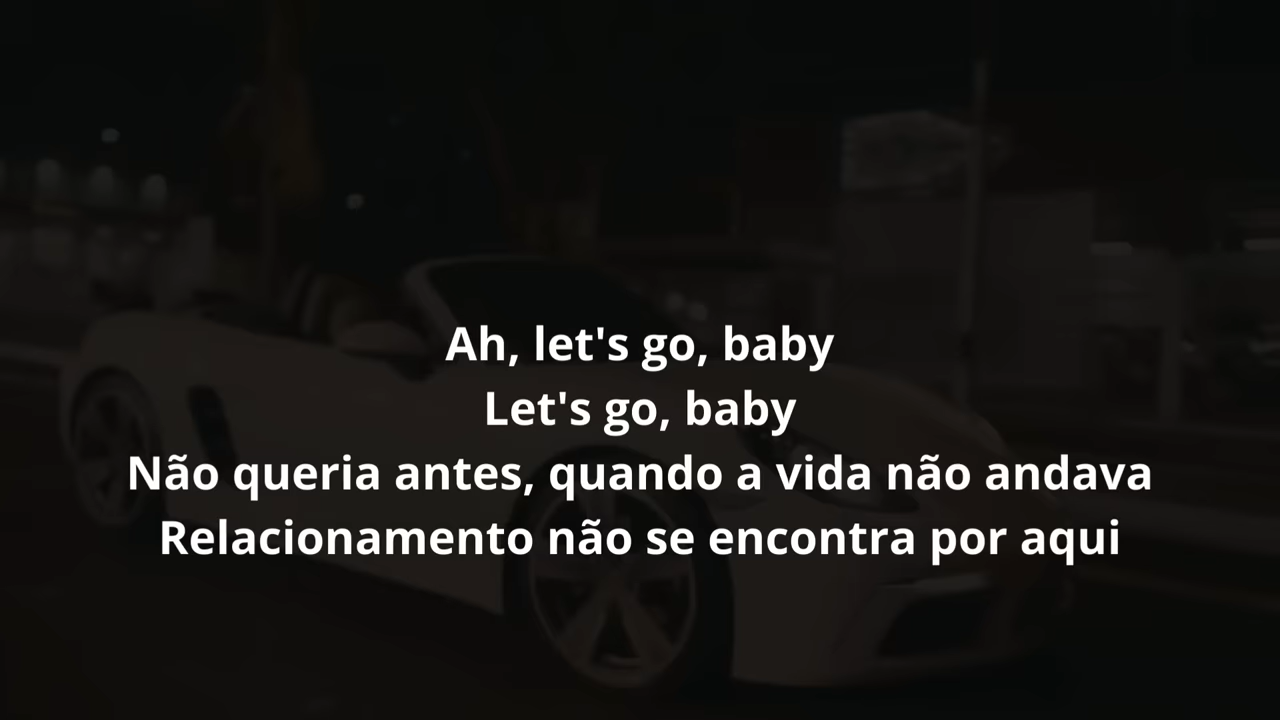 Ah, let's go, baby
Let's go, baby
Não queria antes, quando a vida não andava
Relacionamento não se encontra por aqui